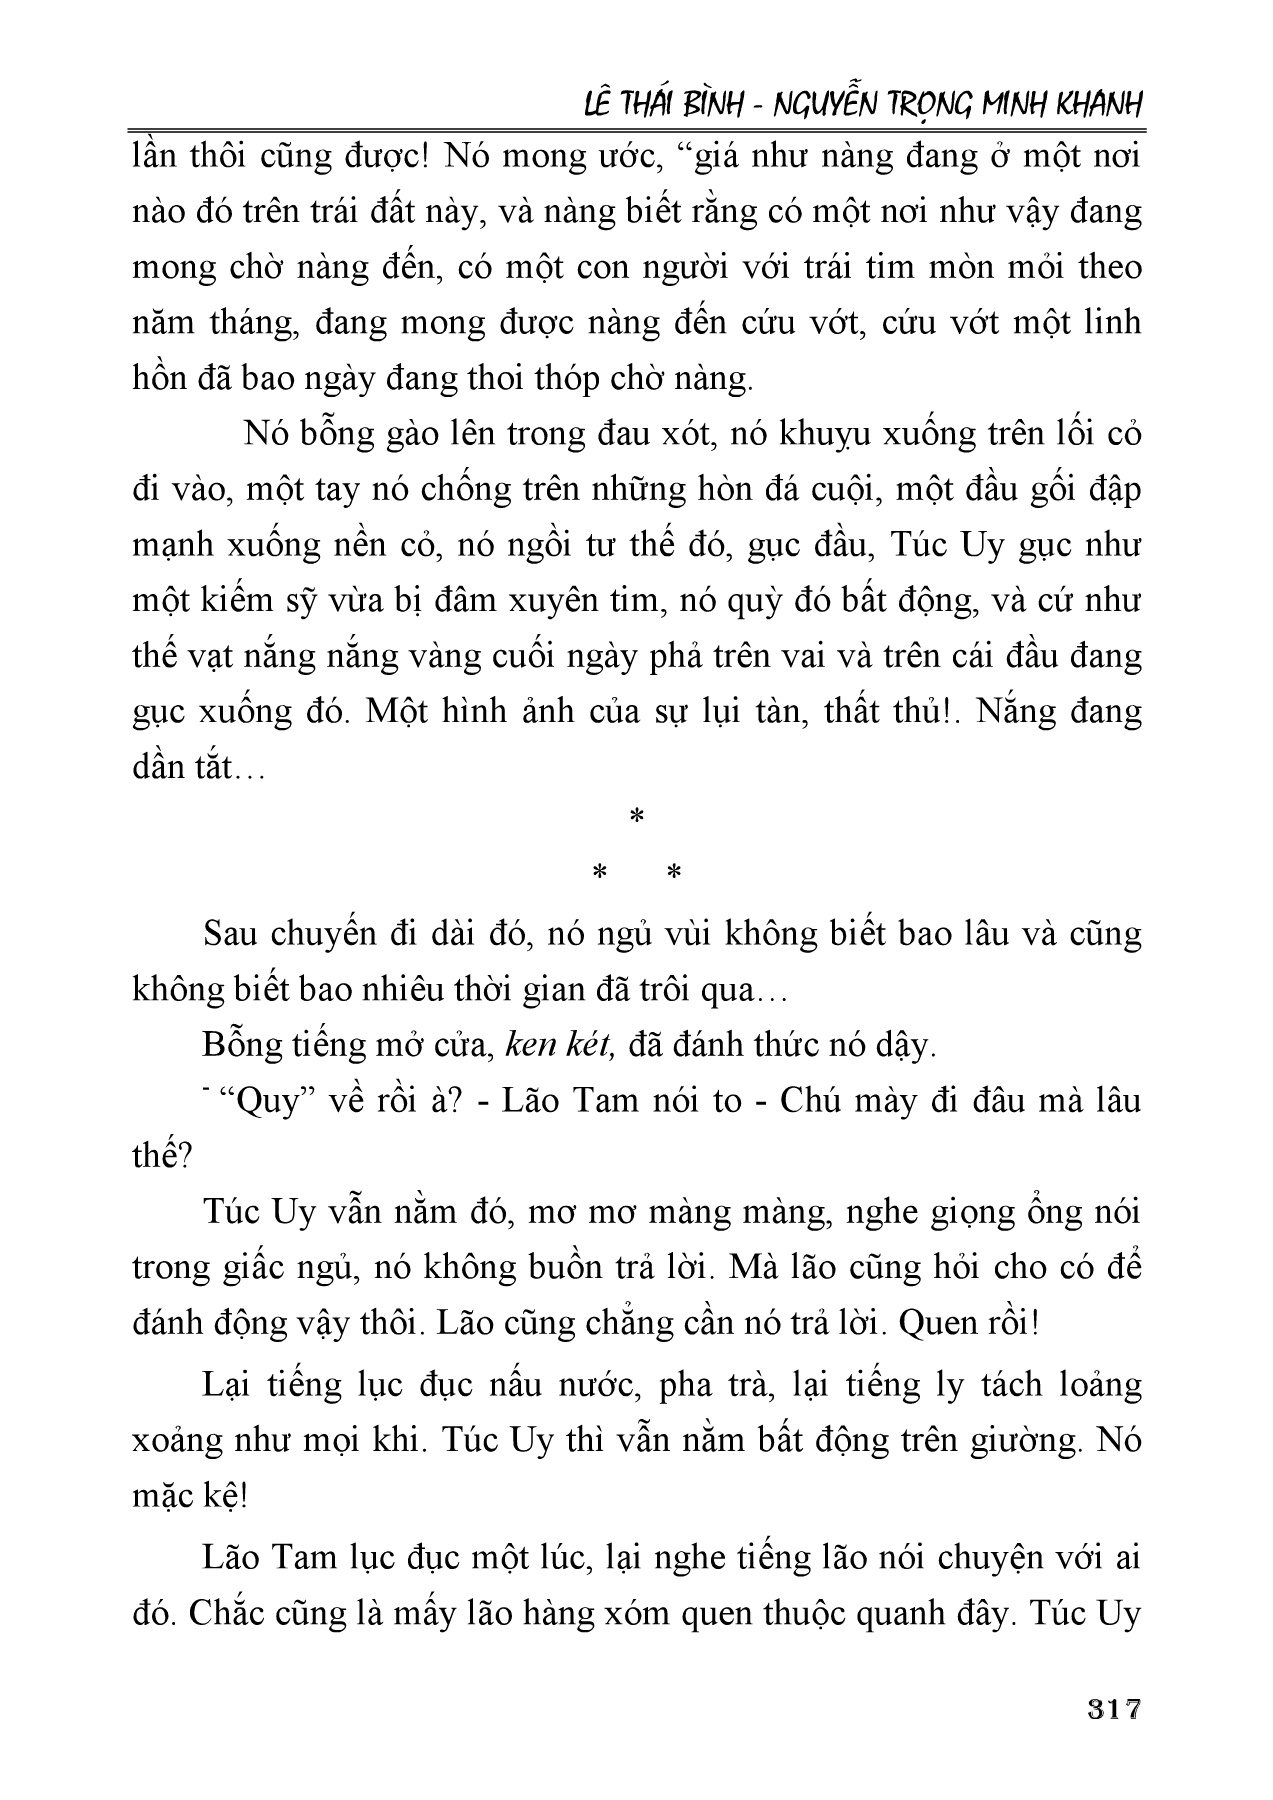 LÊ THÁI BÌNH - NGUYỄN TRỌNG MINH KHANH
lần thôi cũng được! Nó mong ước, “giá như nàng đang ở một nơi
nào đó trên trái đất này, và nàng biết rằng có một nơi như vậy đang
mong chờ nàng đến, có một con người với trái tim mòn mỏi theo
năm tháng, đang mong được nàng đến cứu vớt, cứu vớt một linh
hồn đã bao ngày đang thoi thóp chờ nàng.
Nó bỗng gào lên trong đau xót, nó khuỵu xuống trên lối cỏ
đi vào, một tay nó chống trên những hòn đá cuội, một đầu gối đập
mạnh xuống nền cỏ, nó ngồi tư thế đó, gục đầu, Túc Uy gục như
một kiếm sỹ vừa bị đâm xuyên tim, nó quỳ đó bất động, và cứ như
thế vạt nắng nắng vàng cuối ngày phả trên vai và trên cái đầu đang
gục xuống đó. Một hình ảnh của sự lụi tàn, thất thủ!. Nắng đang
dần tắt…
*
* *
Sau chuyến đi dài đó, nó ngủ vùi không biết bao lâu và cũng
không biết bao nhiêu thời gian đã trôi qua…
Bỗng tiếng mở cửa, ken két, đã đánh thức nó dậy.
- “Quy” về rồi à? - Lão Tam nói to - Chú mày đi đâu mà lâu
thế?
Túc Uy vẫn nằm đó, mơ mơ màng màng, nghe giọng ổng nói
trong giấc ngủ, nó không buồn trả lời. Mà lão cũng hỏi cho có để
đánh động vậy thôi. Lão cũng chẳng cần nó trả lời. Quen rồi!
Lại tiếng lục đục nấu nước, pha trà, lại tiếng ly tách loảng
xoảng như mọi khi. Túc Uy thì vẫn nằm bất động trên giường. Nó
mặc kệ!
Lão Tam lục đục một lúc, lại nghe tiếng lão nói chuyện với ai
đó. Chắc cũng là mấy lão hàng xóm quen thuộc quanh đây. Túc Uy
317